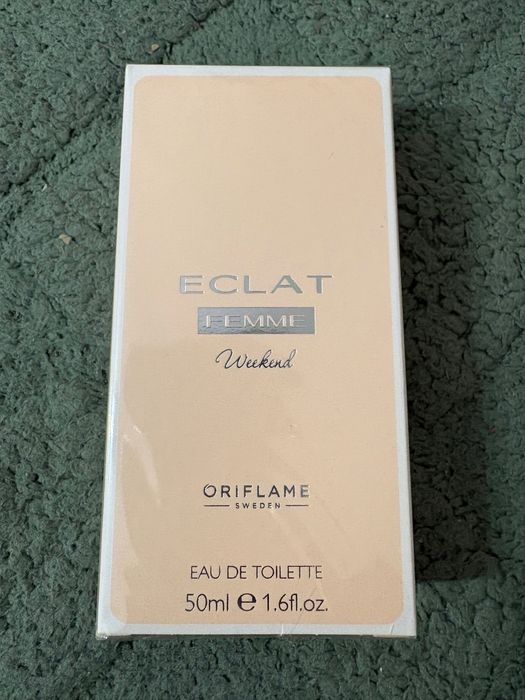 ECLAT
FEMME
Weekend
ORIFLAME
SWEDEN
EAU DE TOILETTE
50ml ℮ 1.6fl.oz.